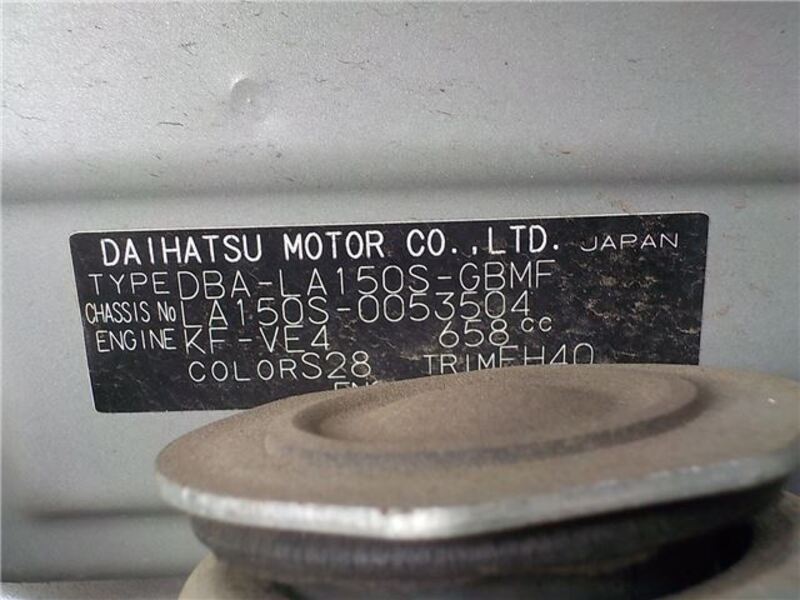 DAIHATSU MOTOR CO.,LTD. JAPAN
TYPE DBA-LA150S-GBMF
CHASSIS No LA150S-0053504
ENGINE KF-VE4 658cc
COLOR S28 TRIM FH40